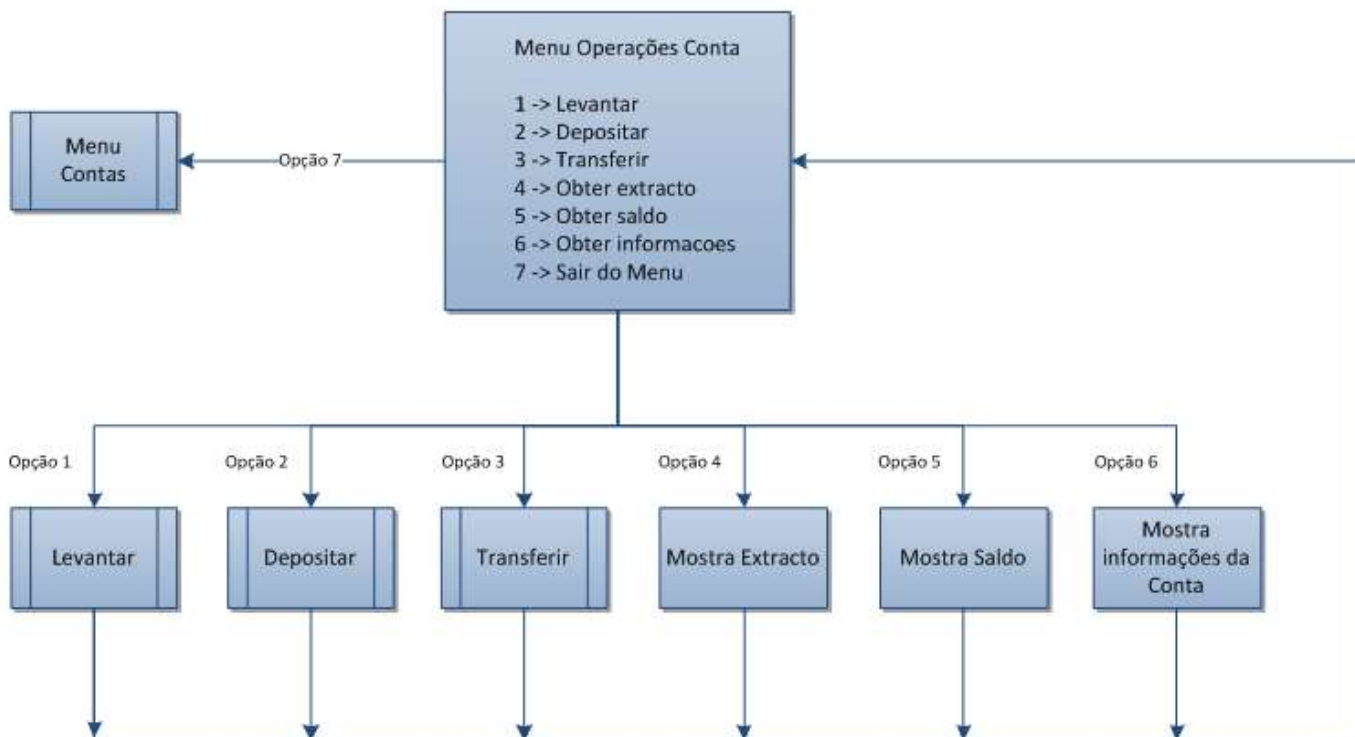 Menu Operações Conta
1 -> Levantar
2 -> Depositar
3 -> Transferir
4 -> Obter extracto
5 -> Obter saldo
6 -> Obter informacoes
7 -> Sair do Menu
Menu
Contas
Opção 7
Opção 1
Opção 2
Opção 3
Opção 4
Opção 5
Opção 6
Levantar
Depositar
Transferir
Mostra Extracto
Mostra Saldo
Mostra
informações da
Conta